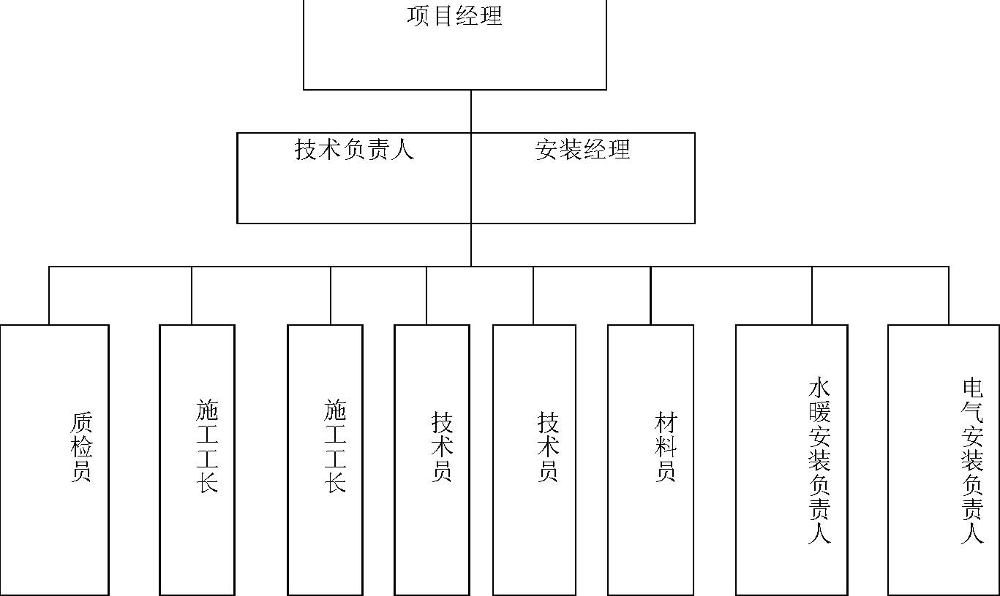 项目经理
技术负责人
安装经理
质检员
施工工长
施工工长
技术员
技术员
材料员
水暖安装负责人
电气安装负责人